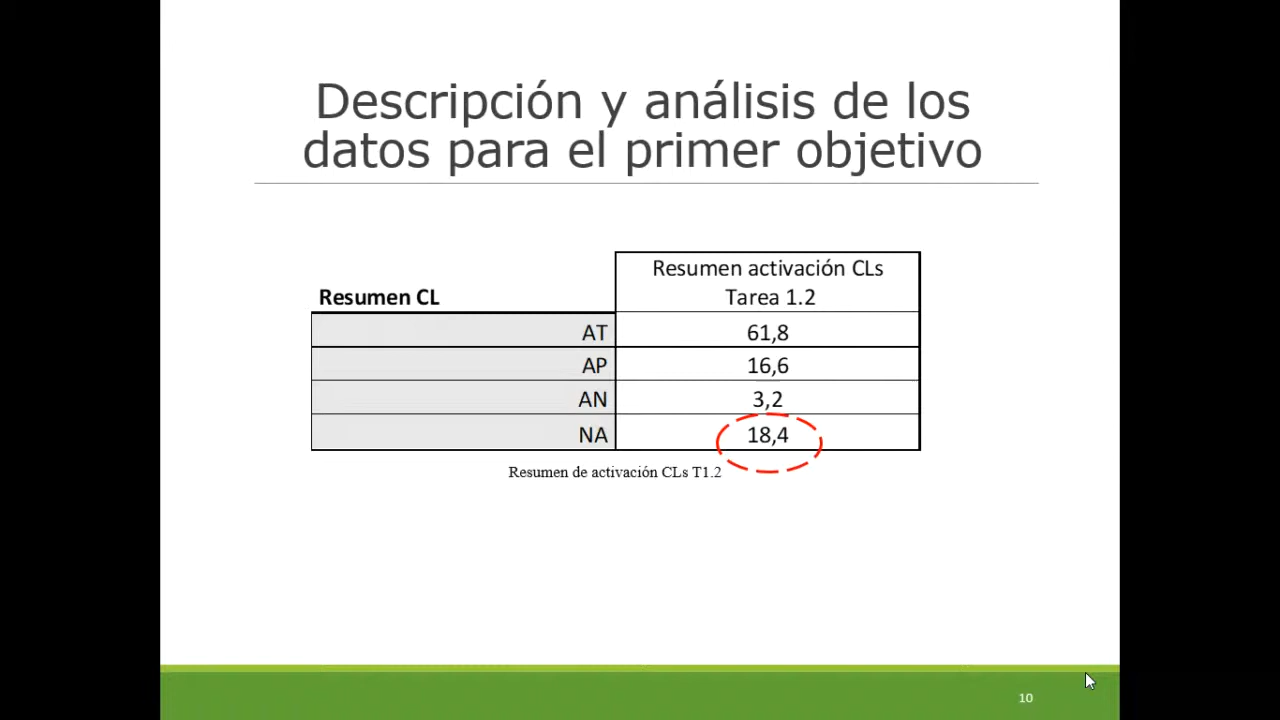 Descripción y análisis de los
datos para el primer objetivo
Resumen CL
Resumen activación CLs
Tarea 1.2
AT 61,8
AP 16,6
AN 3,2
NA 18,4
Resumen de activación CLs T1.2
10